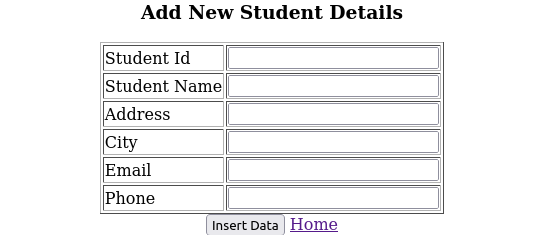 Add New Student Details
Student Id
Student Name
Address
City
Email
Phone
Insert Data Home